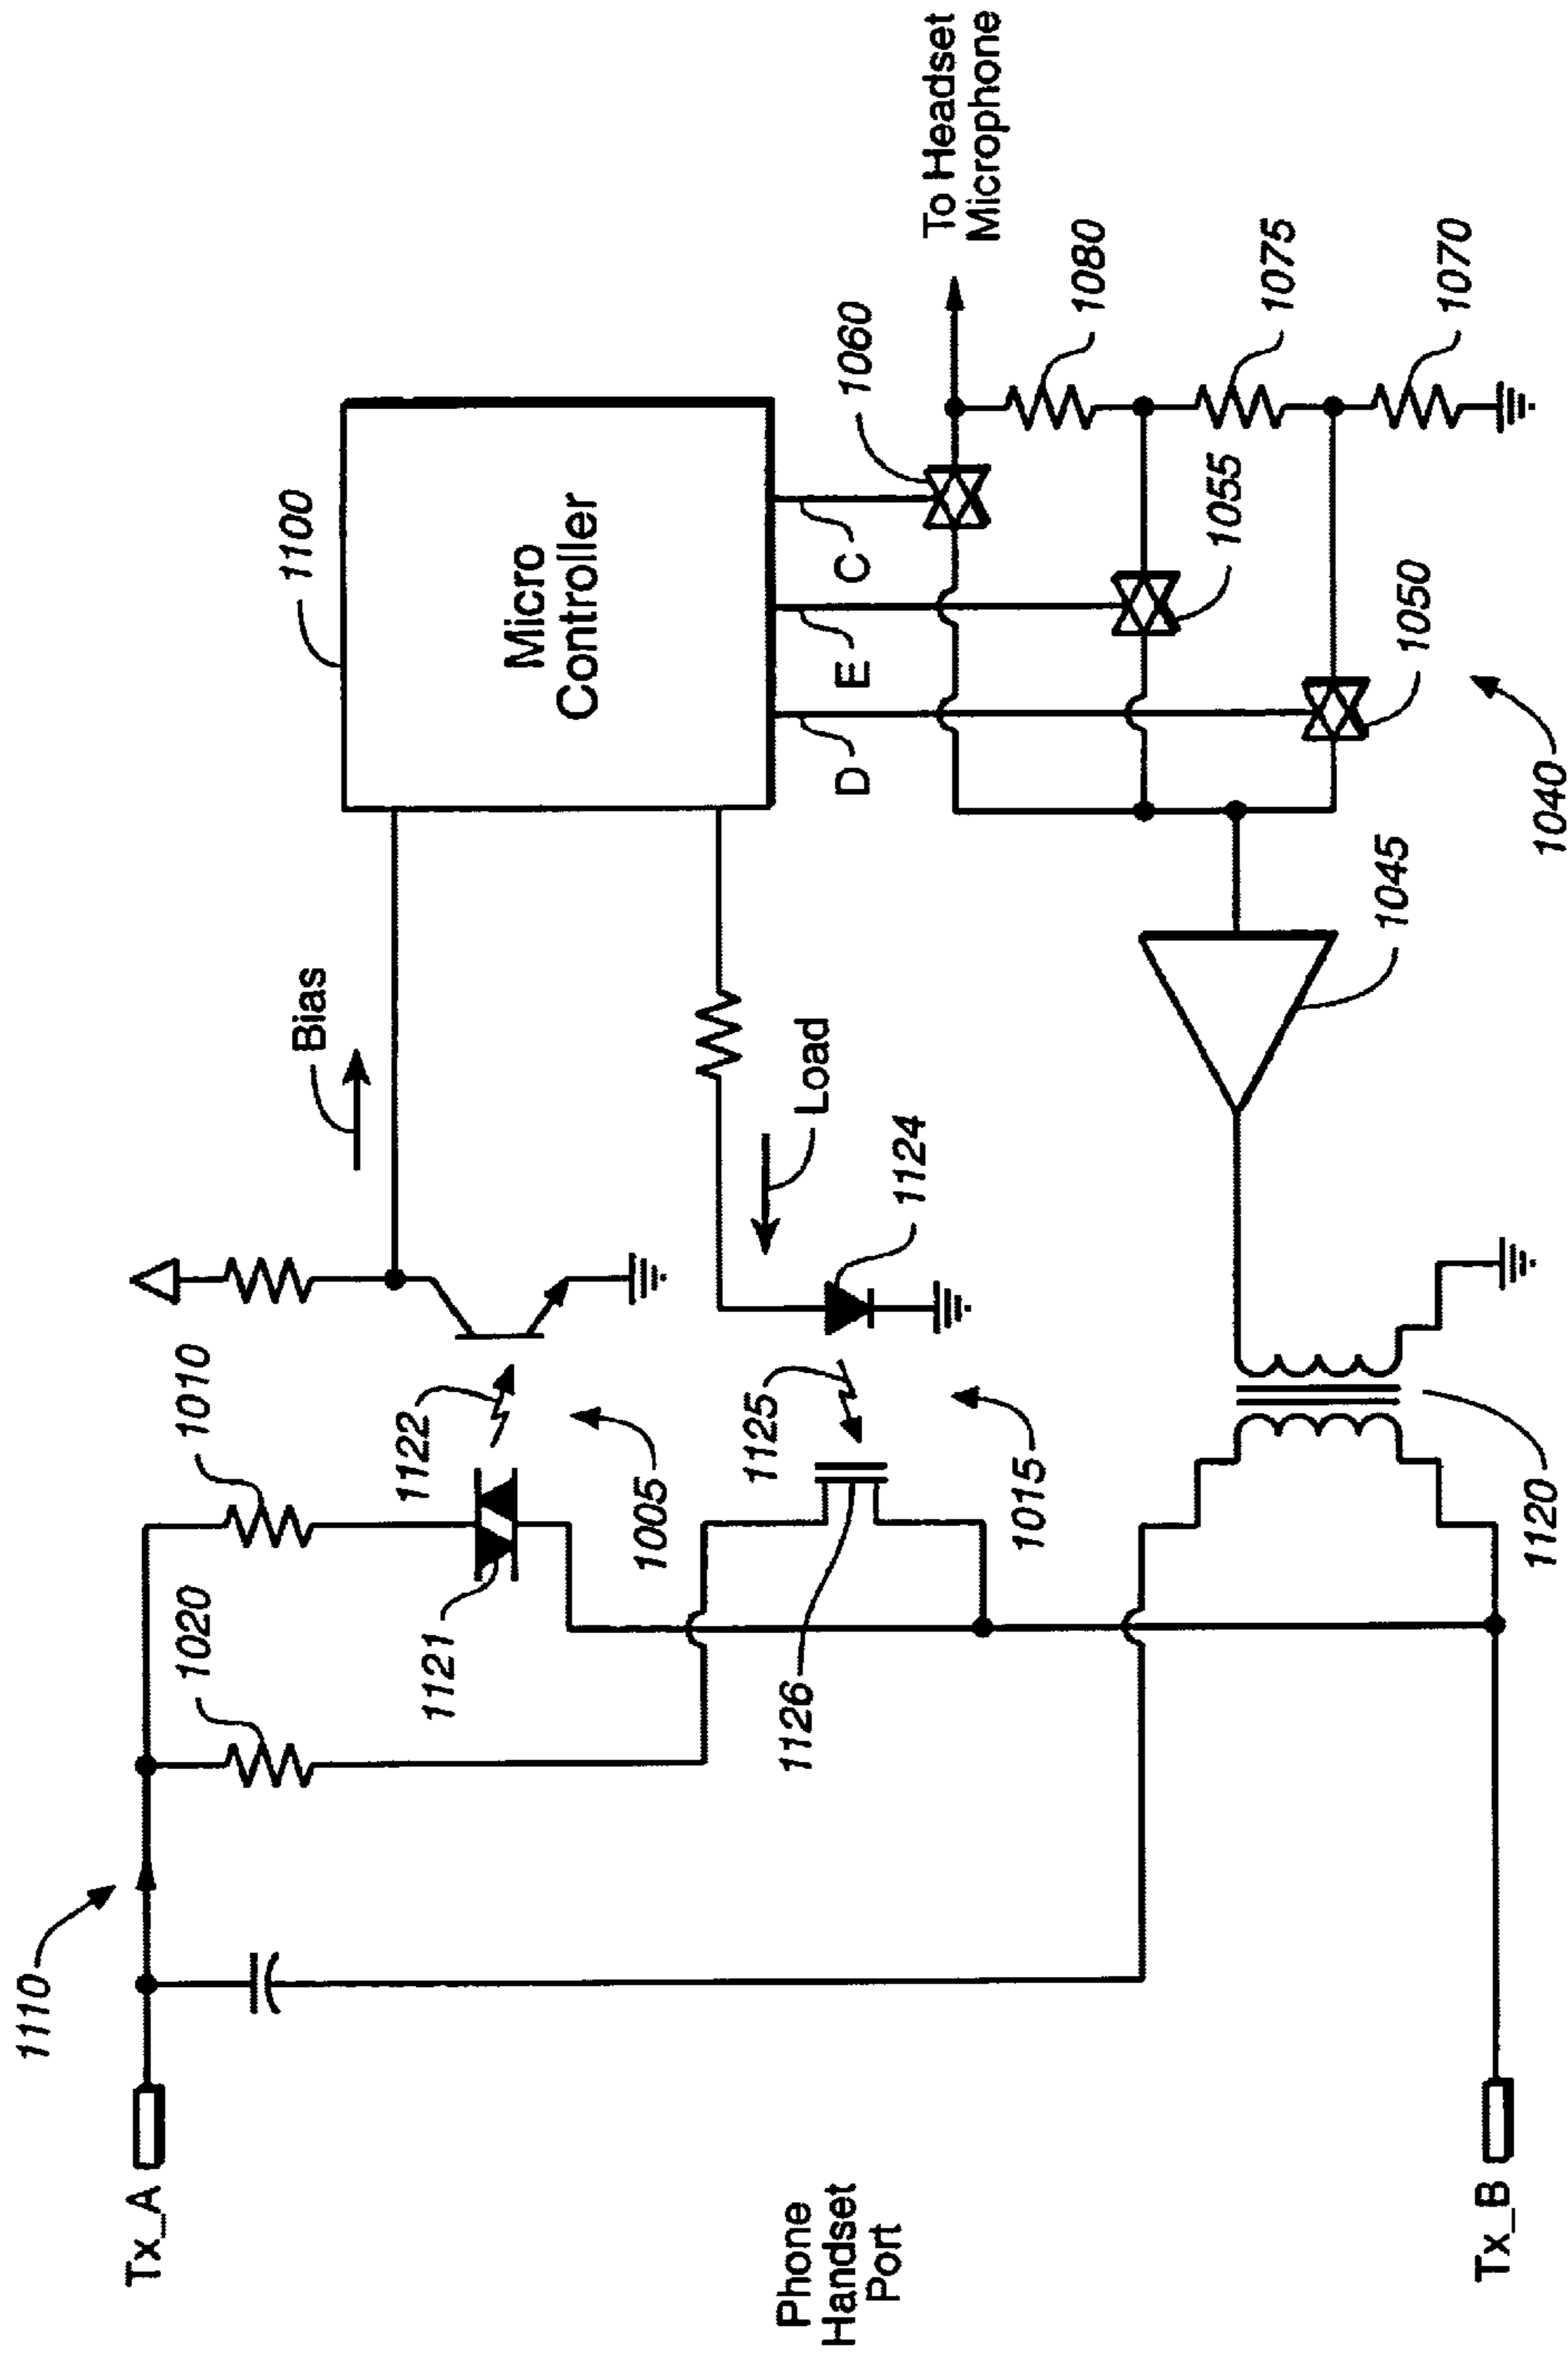 1110
Tx_A
1020
1010
1121
1122
1005
Bias
1100
Micro
Controller
Load
1124
1125
1126
1015
D
E
C
1060
To Headset
Microphone
1080
1075
1070
1055
1050
1040
1045
1120
Phone
Handset
Port
Tx_B